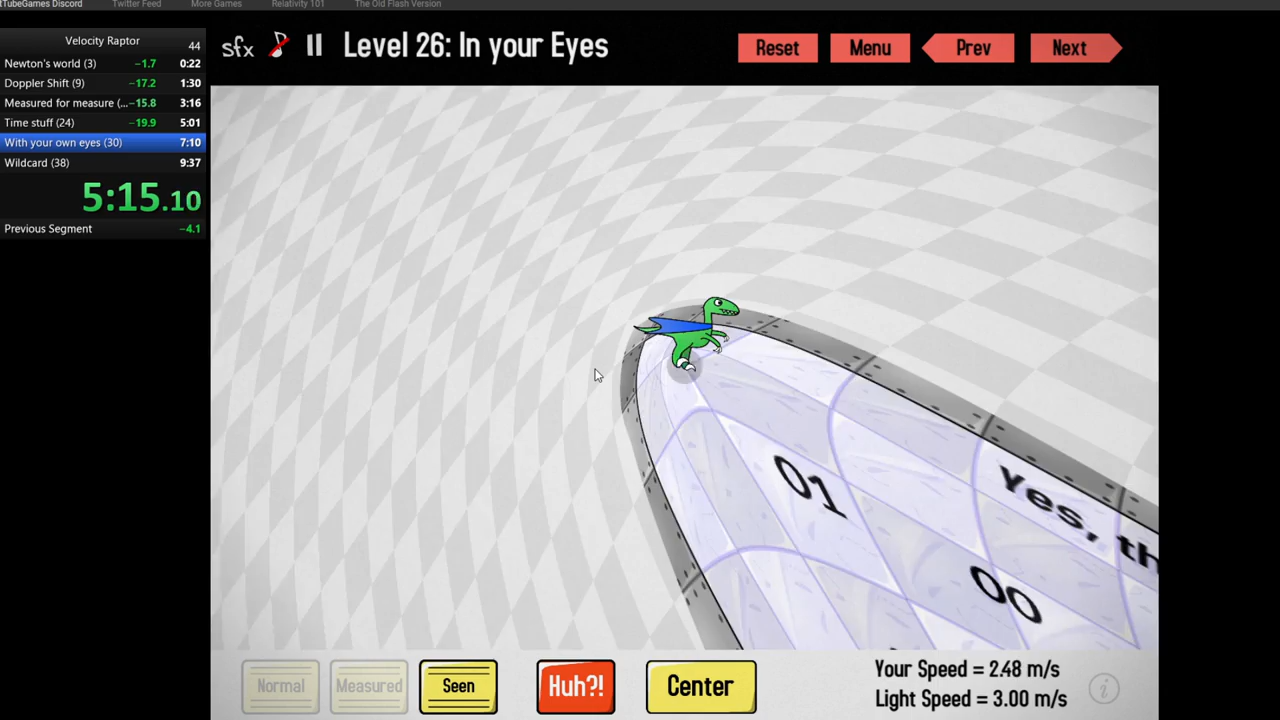 tTubeGames Discord Twitter Feed More Games Relativity 101 The Old Flash Version
Velocity Raptor 44
Newton's world (3) −1.7 0:22
Doppler Shift (9) −17.2 1:30
Measured for measure (... −15.8 3:16
Time stuff (24) −19.9 5:01
With your own eyes (30) 7:10
Wildcard (38) 9:37
5:15.10
Previous Segment −4.1
sfx
Level 26: In your Eyes
Reset Menu Prev Next
01
Yes, th
00
Normal Measured Seen Huh?! Center
Your Speed = 2.48 m/s
Light Speed = 3.00 m/s
i